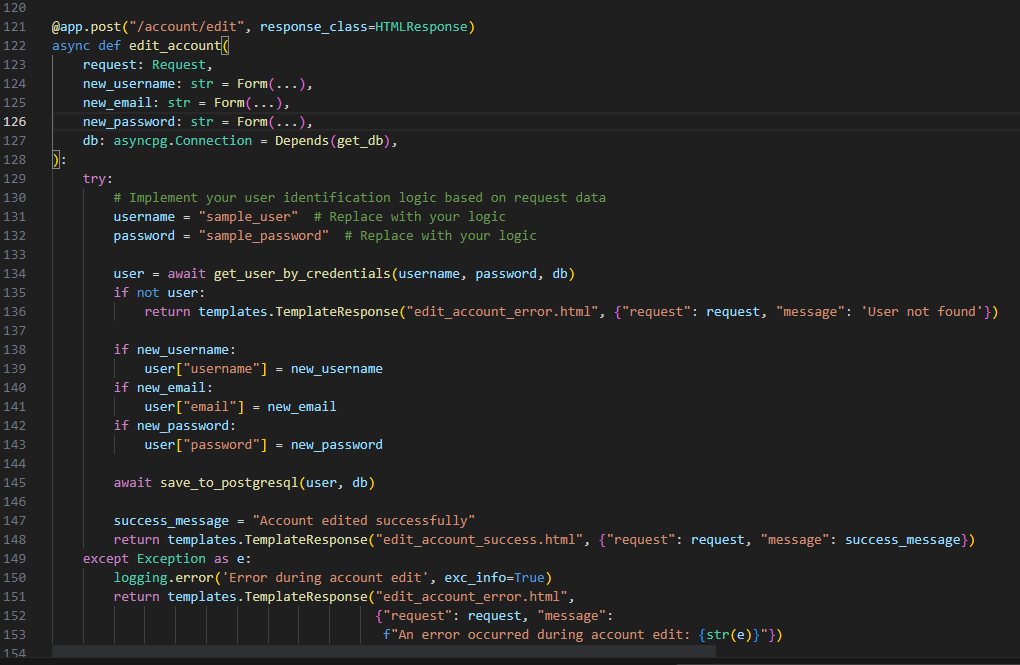 120
121 @app.post("/account/edit", response_class=HTMLResponse)
122 async def edit_account(
123     request: Request,
124     new_username: str = Form(...),
125     new_email: str = Form(...),
126     new_password: str = Form(...),
127     db: asyncpg.Connection = Depends(get_db),
128 ):
129     try:
130         # Implement your user identification logic based on request data
131         username = "sample_user"  # Replace with your logic
132         password = "sample_password"  # Replace with your logic
133
134         user = await get_user_by_credentials(username, password, db)
135         if not user:
136             return templates.TemplateResponse("edit_account_error.html", {"request": request, "message": 'User not found'})
137
138         if new_username:
139             user["username"] = new_username
140         if new_email:
141             user["email"] = new_email
142         if new_password:
143             user["password"] = new_password
144
145         await save_to_postgresql(user, db)
146
147         success_message = "Account edited successfully"
148         return templates.TemplateResponse("edit_account_success.html", {"request": request, "message": success_message})
149     except Exception as e:
150         logging.error('Error during account edit', exc_info=True)
151         return templates.TemplateResponse("edit_account_error.html",
152                                           {"request": request, "message":
153                                            f"An error occurred during account edit: {str(e)}"})
154